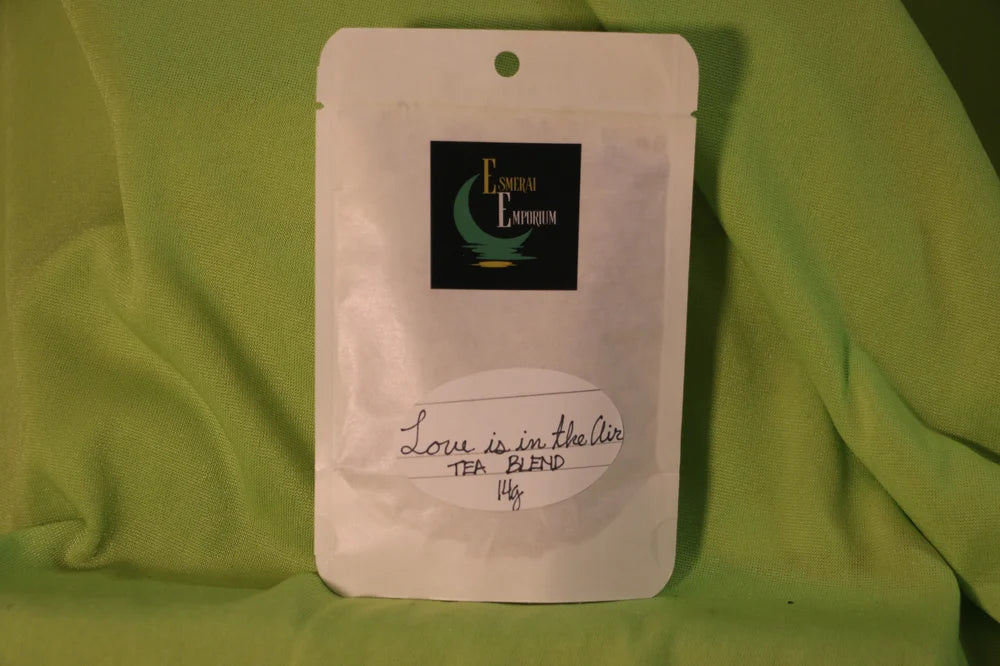 Esmerai
Emporium
Love is in the Air
TEA BLEND
14g